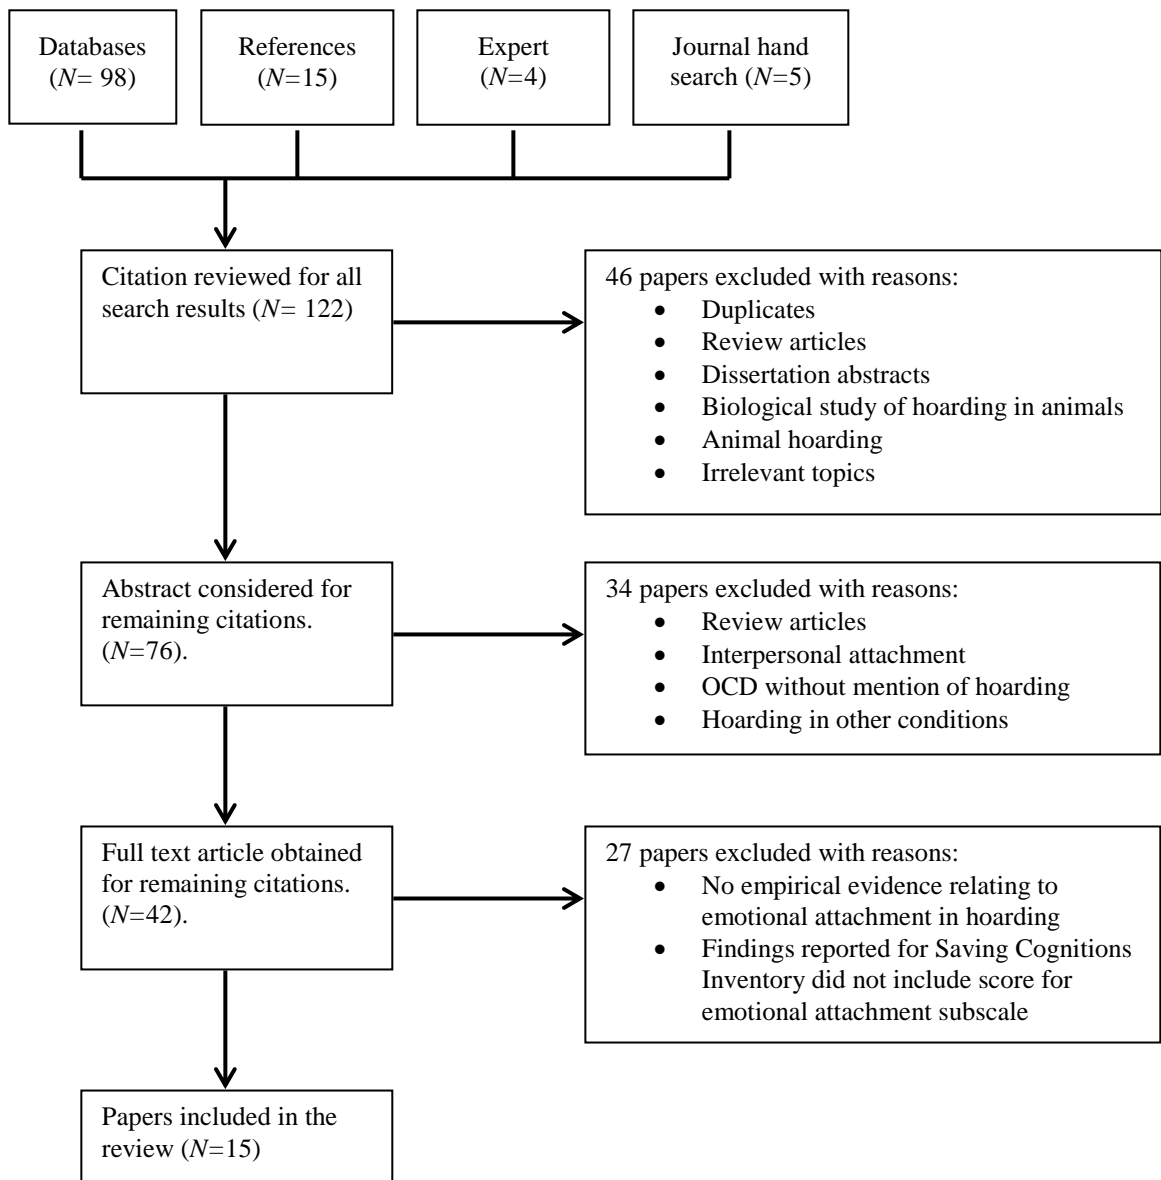 Databases
(N= 98)
References
(N=15)
Expert
(N=4)
Journal hand
search (N=5)
Citation reviewed for all
search results (N= 122)
46 papers excluded with reasons:
• Duplicates
• Review articles
• Dissertation abstracts
• Biological study of hoarding in animals
• Animal hoarding
• Irrelevant topics
Abstract considered for
remaining citations.
(N=76).
34 papers excluded with reasons:
• Review articles
• Interpersonal attachment
• OCD without mention of hoarding
• Hoarding in other conditions
Full text article obtained
for remaining citations.
(N=42).
27 papers excluded with reasons:
• No empirical evidence relating to
emotional attachment in hoarding
• Findings reported for Saving Cognitions
Inventory did not include score for
emotional attachment subscale
Papers included in the
review (N=15)